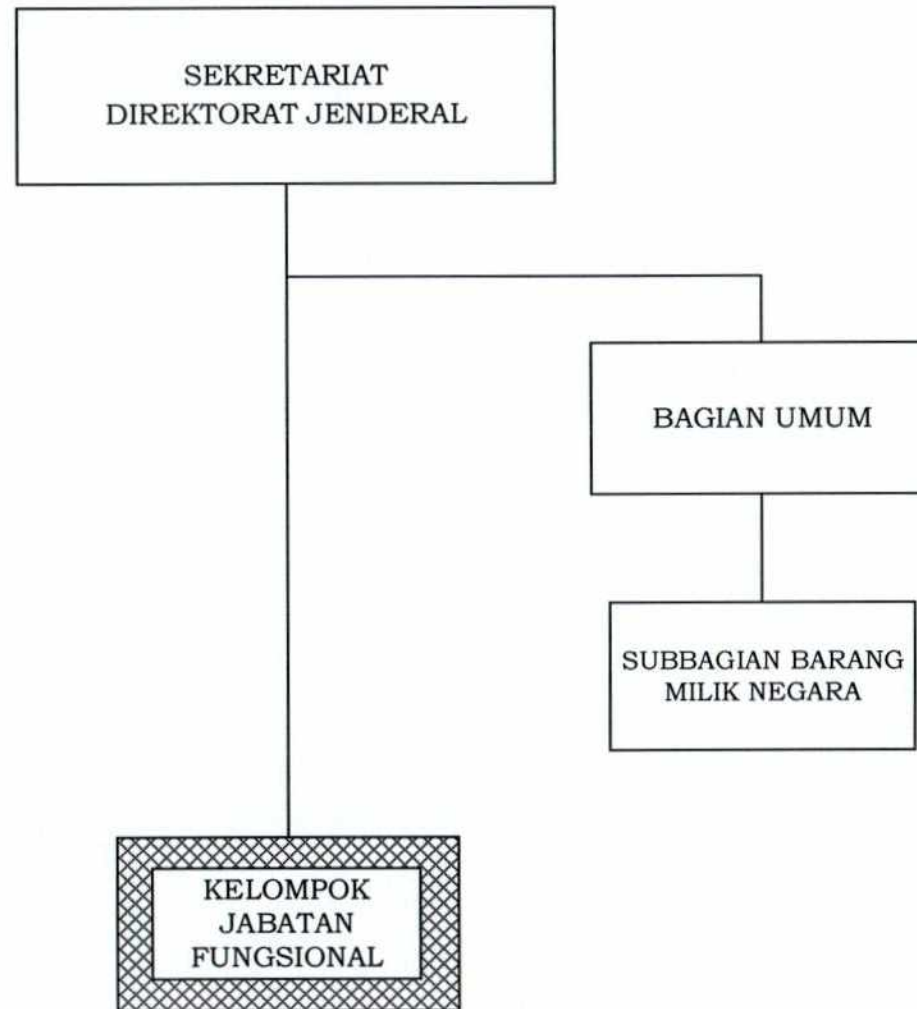 SEKRETARIAT
DIREKTORAT JENDERAL
BAGIAN UMUM
SUBBAGIAN BARANG
MILIK NEGARA
KELOMPOK
JABATAN
FUNGSIONAL